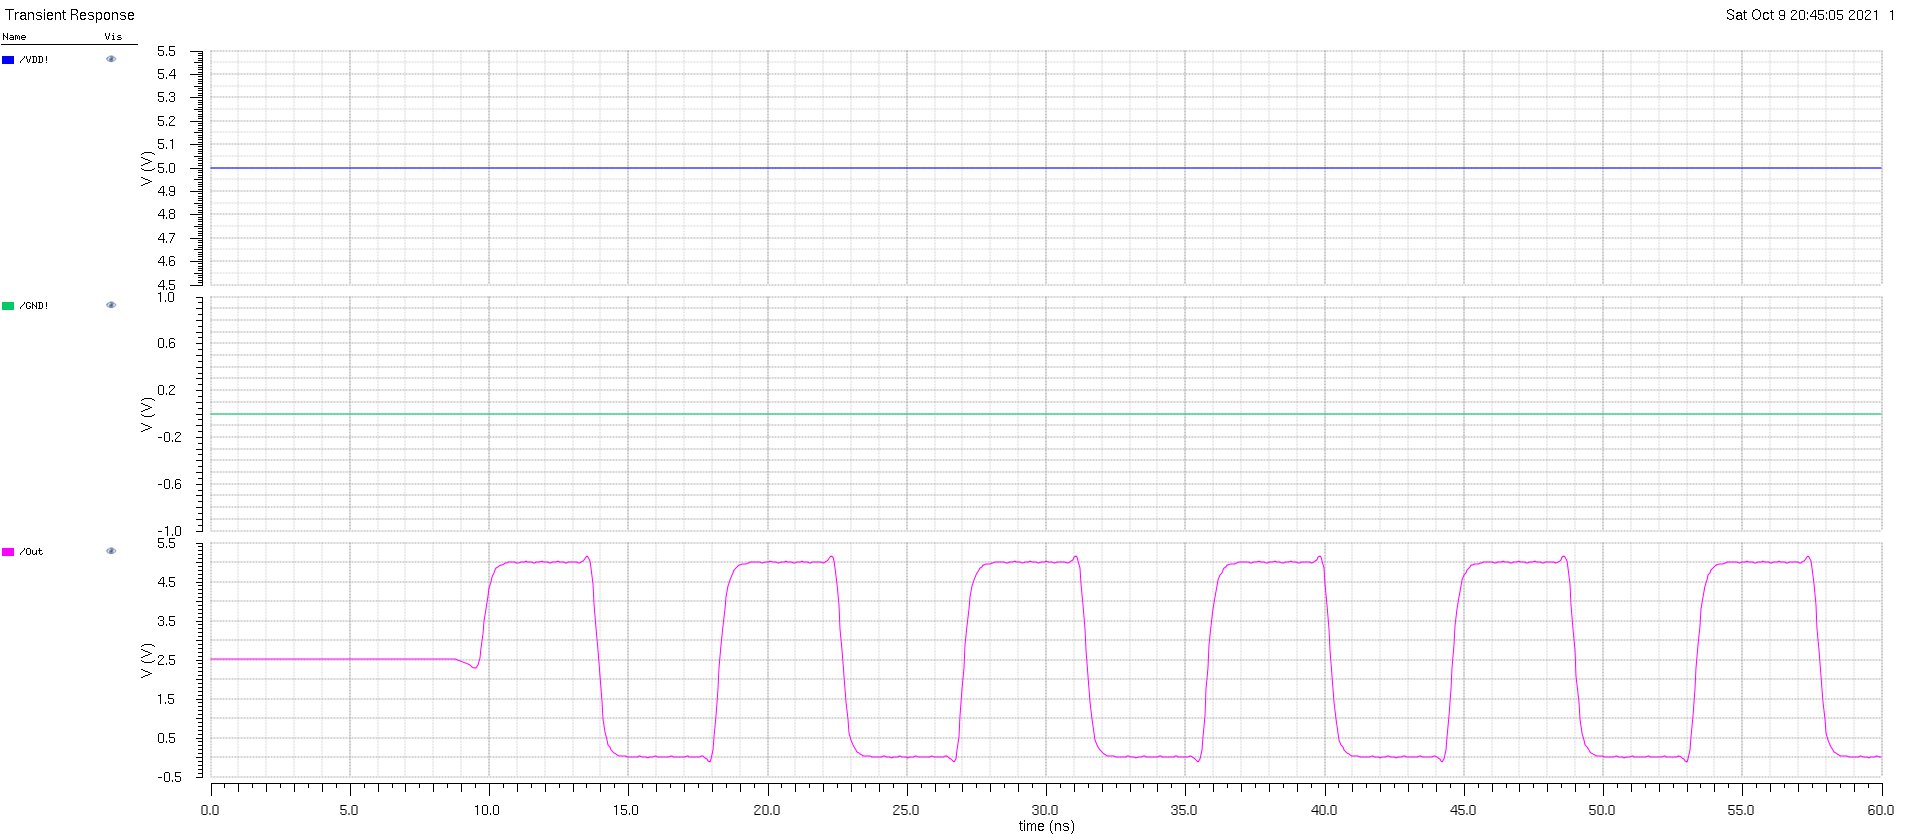 Transient Response
Sat Oct 9 20:45:05 2021 1
Name Vis
/VDD!
V (V)
5.5
5.4
5.3
5.2
5.1
5.0
4.9
4.8
4.7
4.6
4.5
/GND!
V (V)
1.0
0.6
0.2
-0.2
-0.6
-1.0
/Out
V (V)
5.5
4.5
3.5
2.5
1.5
0.5
-0.5
0.0 5.0 10.0 15.0 20.0 25.0 30.0 35.0 40.0 45.0 50.0 55.0 60.0
time (ns)